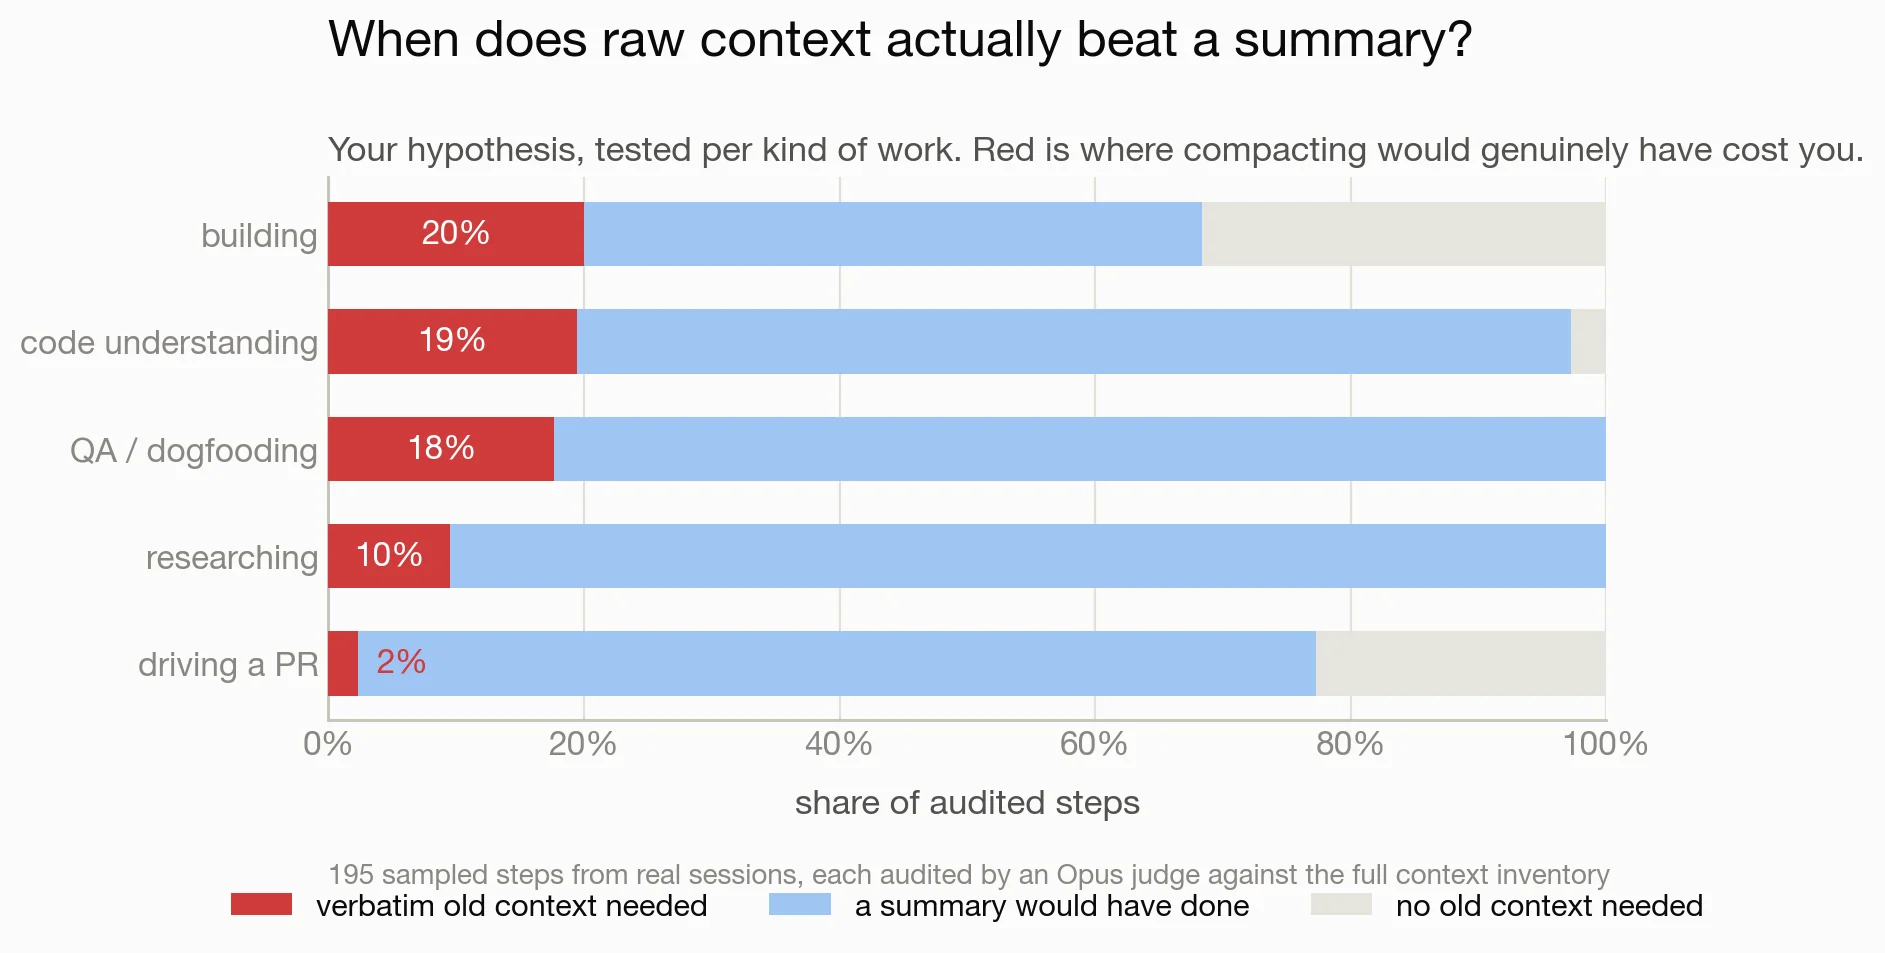 When does raw context actually beat a summary?
Your hypothesis, tested per kind of work. Red is where compacting would genuinely have cost you.
building
20%
code understanding
19%
QA / dogfooding
18%
researching
10%
driving a PR
2%
0%
20%
40%
60%
80%
100%
share of audited steps
195 sampled steps from real sessions, each audited by an Opus judge against the full context inventory
verbatim old context needed
a summary would have done
no old context needed